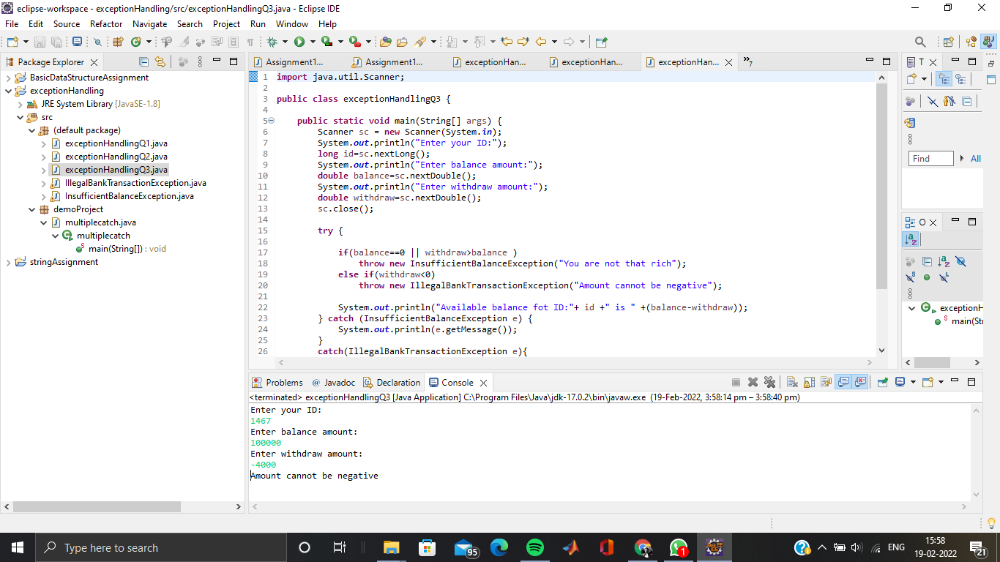 eclipse-workspace - exceptionHandling/src/exceptionHandlingQ3.java - Eclipse IDE
File Edit Source Refactor Navigate Search Project Run Window Help
Package Explorer
BasicDataStructureAssignment
exceptionHandling
JRE System Library [JavaSE-1.8]
src
(default package)
exceptionHandlingQ1.java
exceptionHandlingQ2.java
exceptionHandlingQ3.java
IllegalBankTransactionException.java
InsufficientBalanceException.java
demoProject
multiplecatch.java
multiplecatch
main(String[]) : void
stringAssignment
Assignment1... Assignment1... exceptionHan... exceptionHan... exceptionHan... »7
1 import java.util.Scanner;
2
3 public class exceptionHandlingQ3 {
4
5 public static void main(String[] args) {
6 Scanner sc = new Scanner(System.in);
7 System.out.println("Enter your ID:");
8 long id=sc.nextLong();
9 System.out.println("Enter balance amount:");
10 double balance=sc.nextDouble();
11 System.out.println("Enter withdraw amount:");
12 double withdraw=sc.nextDouble();
13 sc.close();
14
15 try {
16
17 if(balance==0 || withdraw>balance )
18 throw new InsufficientBalanceException("You are not that rich");
19 else if(withdraw<0)
20 throw new IllegalBankTransactionException("Amount cannot be negative");
21
22 System.out.println("Available balance fot ID:"+ id +" is " +(balance-withdraw));
23 } catch (InsufficientBalanceException e) {
24 System.out.println(e.getMessage());
25 }
26 catch(IllegalBankTransactionException e){
T
Find All
O
exceptionH
main(Str
Problems @ Javadoc Declaration Console
<terminated> exceptionHandlingQ3 [Java Application] C:\Program Files\Java\jdk-17.0.2\bin\javaw.exe (19-Feb-2022, 3:58:14 pm – 3:58:40 pm)
Enter your ID:
1467
Enter balance amount:
100000
Enter withdraw amount:
-4000
Amount cannot be negative
Type here to search
95
1
JAVA EE
IDE
ENG
15:58
19-02-2022
21